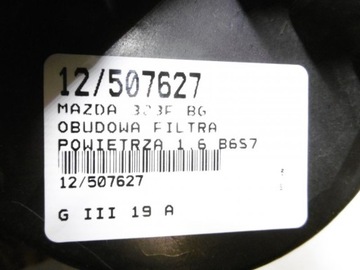 12/507627
MAZDA 323F BG
OBUDOWA FILTRA
POWIETRZA 1.6 B6S7
12/507627
G III 19 A